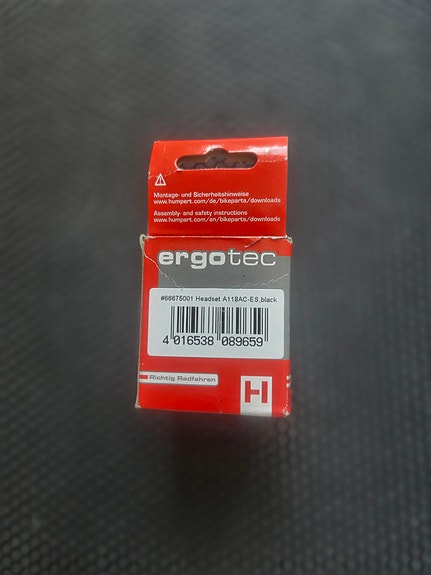 Montage- und Sicherheitshinweise
www.humpert.com/de/bikeparts/downloads
Assembly- and safety instructions
www.humpert.com/en/bikeparts/downloads
ergotec
#66675001 Headset A118AC-ES,black
4 016538 089659
Richtig Radfahren
H